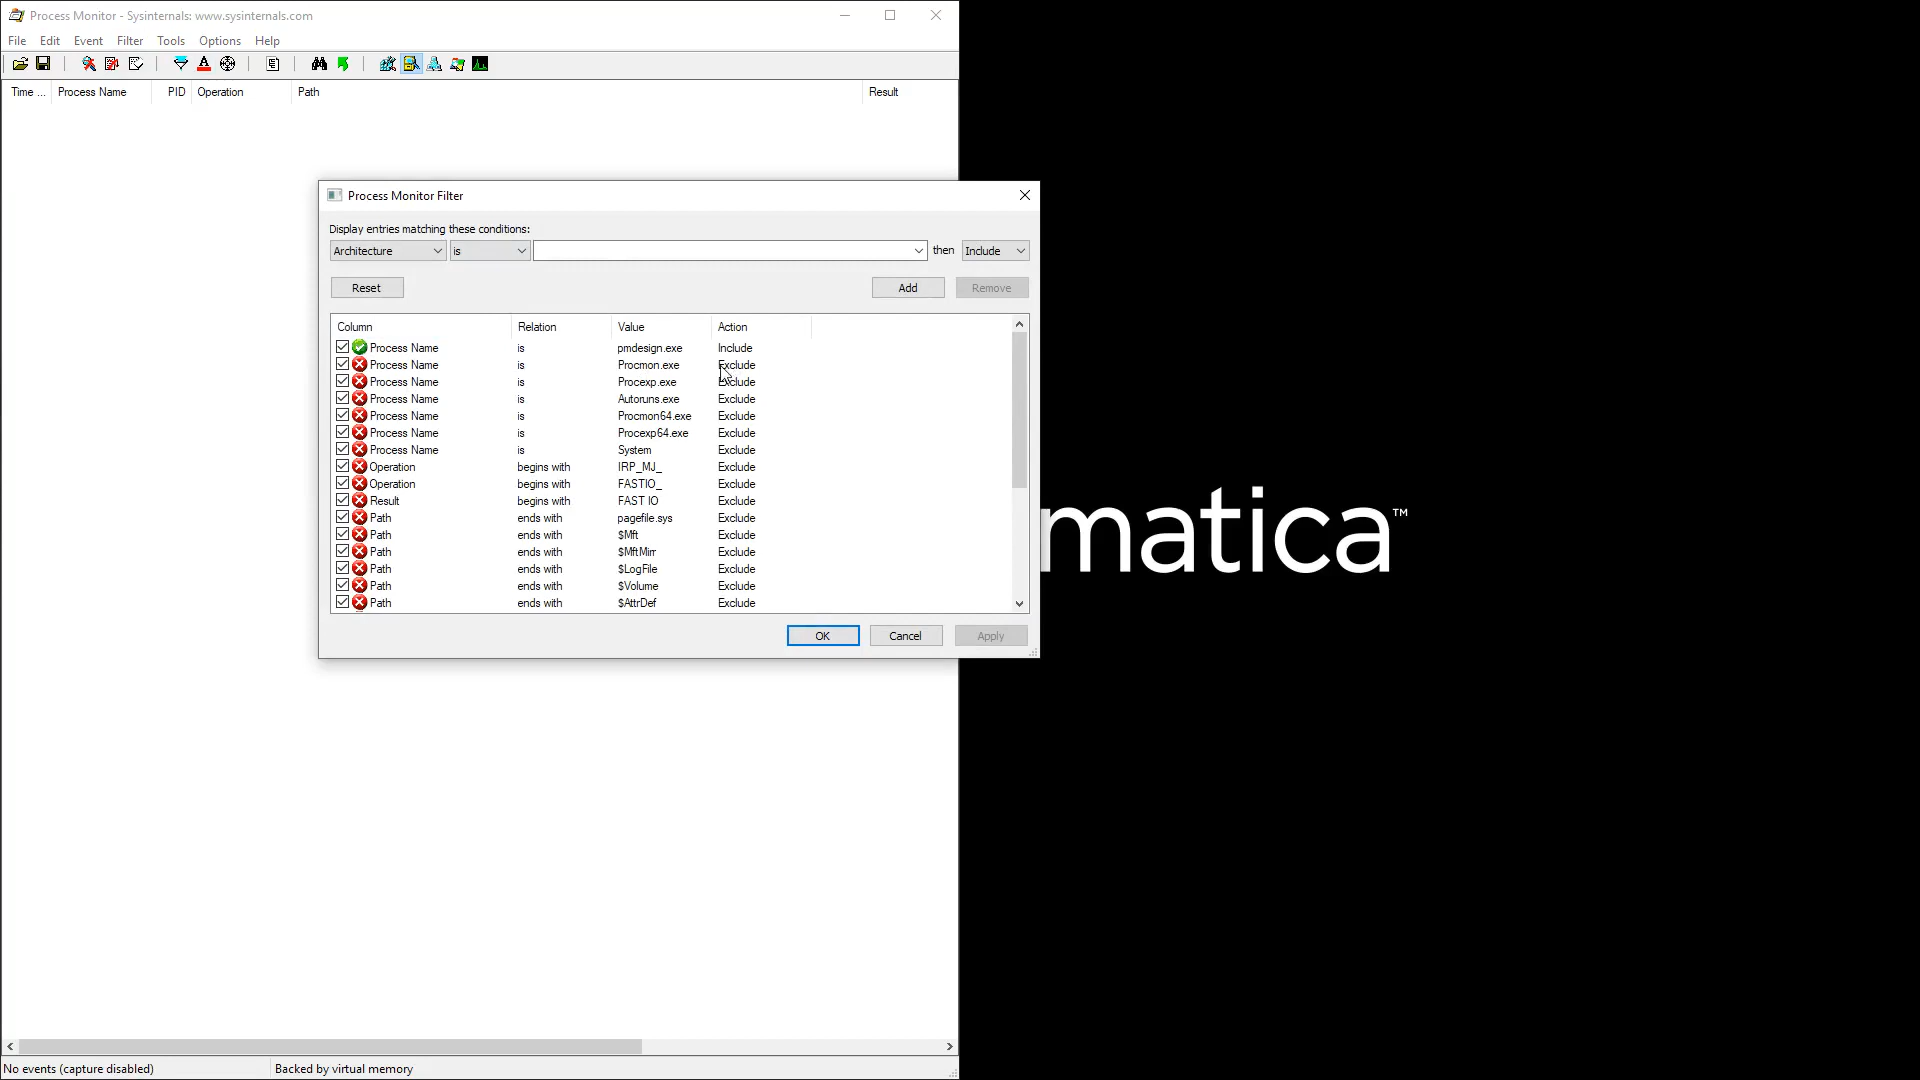 Process Monitor - Sysinternals: www.sysinternals.com
File Edit Event Filter Tools Options Help
Time ... Process Name PID Operation Path Result
Process Monitor Filter
Display entries matching these conditions:
Architecture is then Include
Reset Add Remove
Column Relation Value Action
Process Name is pmdesign.exe Include
Process Name is Procmon.exe Exclude
Process Name is Procexp.exe Exclude
Process Name is Autoruns.exe Exclude
Process Name is Procmon64.exe Exclude
Process Name is Procexp64.exe Exclude
Process Name is System Exclude
Operation begins with IRP_MJ_ Exclude
Operation begins with FASTIO_ Exclude
Result begins with FAST IO Exclude
Path ends with pagefile.sys Exclude
Path ends with $Mft Exclude
Path ends with $MftMirr Exclude
Path ends with $LogFile Exclude
Path ends with $Volume Exclude
Path ends with $AttrDef Exclude
OK Cancel Apply
matica™
No events (capture disabled) Backed by virtual memory